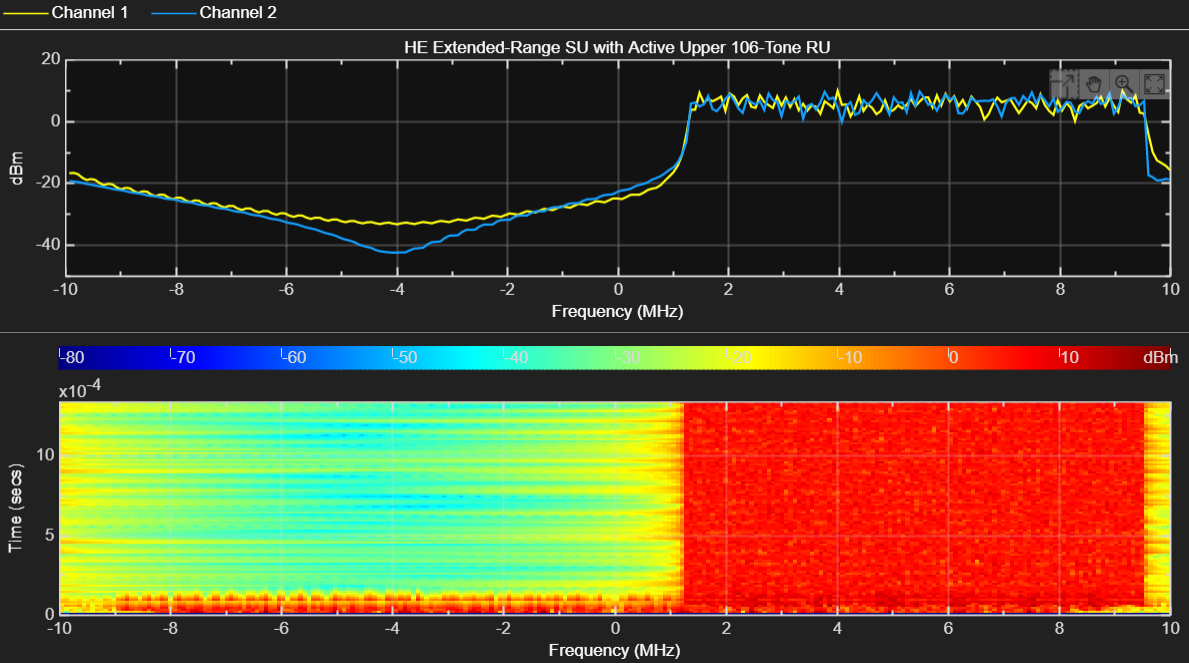 Channel 1 Channel 2
HE Extended-Range SU with Active Upper 106-Tone RU
20
0
-20
-40
dBm
-10 -8 -6 -4 -2 0 2 4 6 8 10
Frequency (MHz)
-80 -70 -60 -50 -40 -30 -20 -10 0 10 dBm
x10-4
10
5
0
Time (secs)
-10 -8 -6 -4 -2 0 2 4 6 8 10
Frequency (MHz)